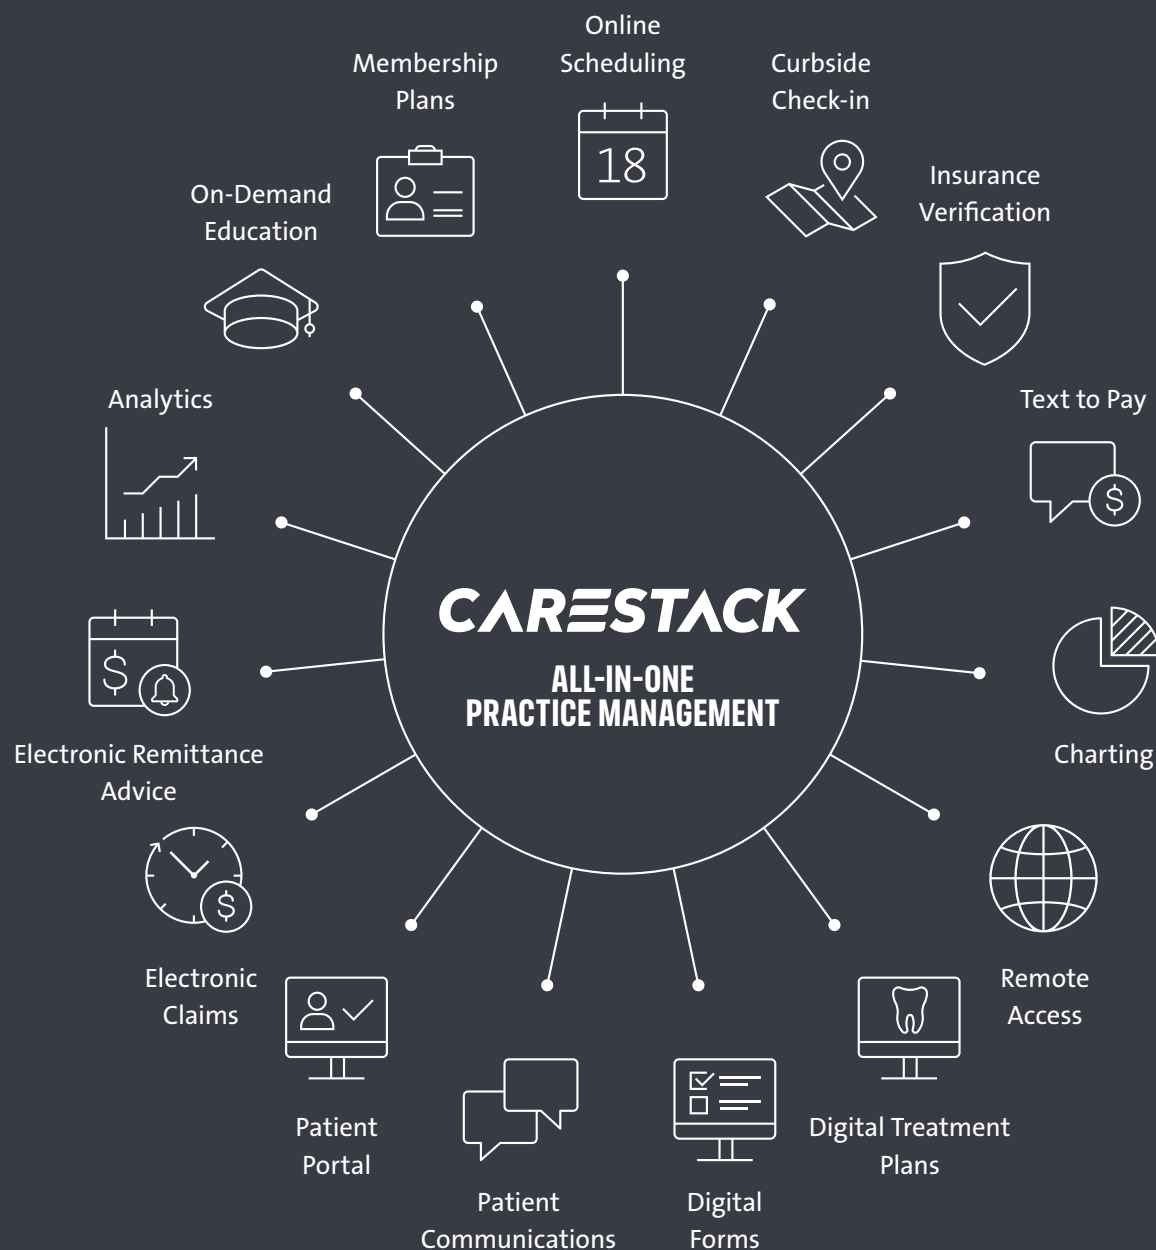 Online
Scheduling
18
Membership
Plans
Curbside
Check-in
Insurance
Verification
On-Demand
Education
Analytics
Text to Pay
$
CARESTACK
ALL-IN-ONE
PRACTICE MANAGEMENT
$
Electronic Remittance
Advice
Charting
$
Electronic
Claims
Remote
Access
Patient
Portal
Digital Treatment
Plans
Patient
Communications
Digital
Forms